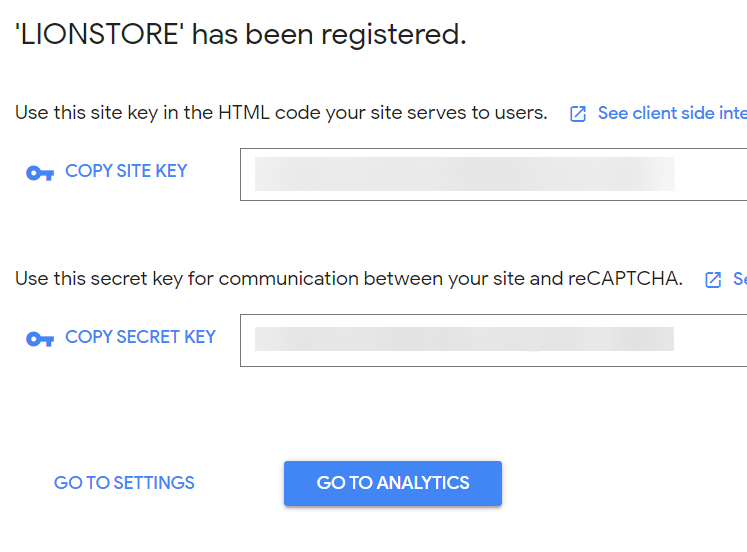 'LIONSTORE' has been registered.
Use this site key in the HTML code your site serves to users. See client side inte
COPY SITE KEY
Use this secret key for communication between your site and reCAPTCHA. Se
COPY SECRET KEY
GO TO SETTINGS GO TO ANALYTICS